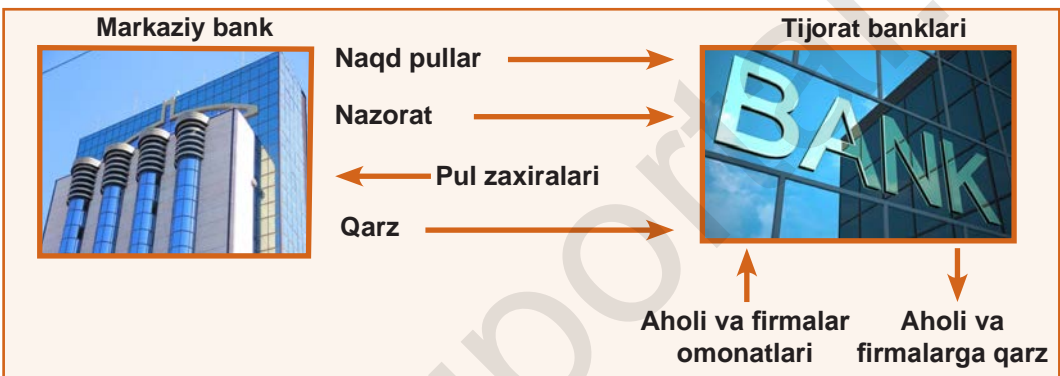 Markaziy bank
Tijorat banklari
Naqd pullar
Nazorat
Pul zaxiralari
Qarz
BANK
Aholi va firmalar
omonatlari
Aholi va
firmalarga qarz